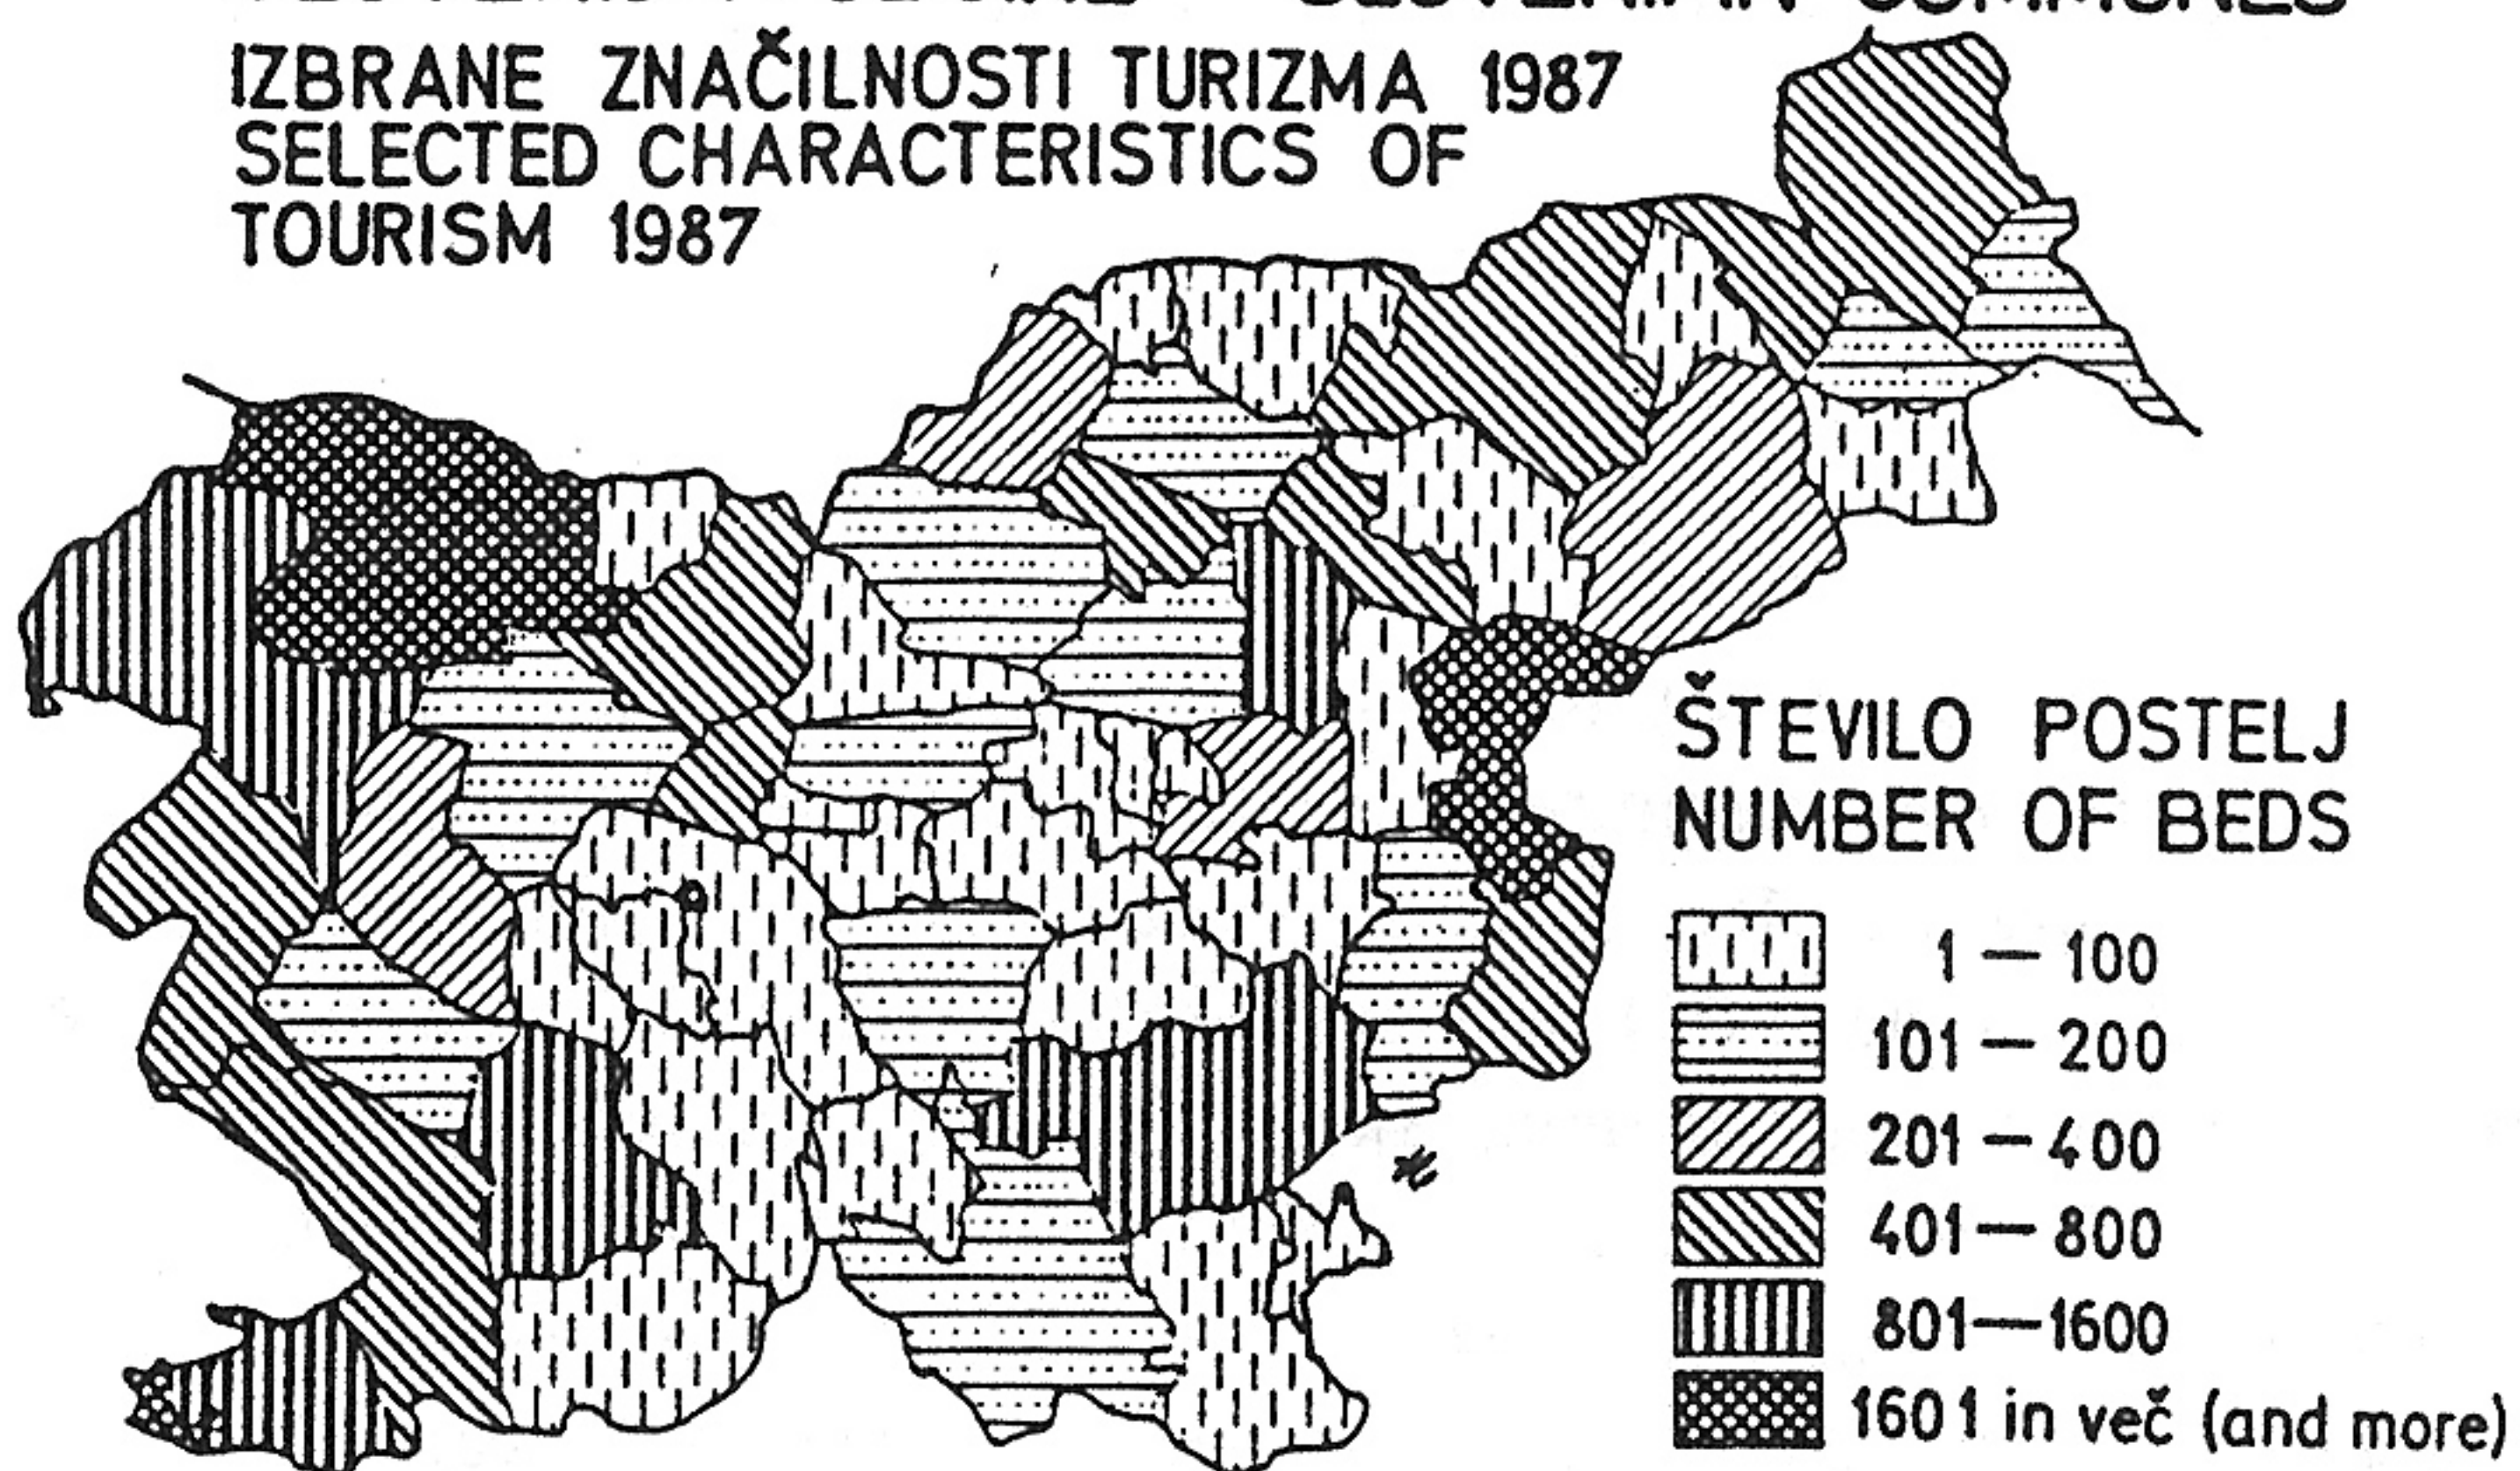 IZBRANE ZNAČILNOSTI TURIZMA 1987
SELECTED CHARACTERISTICS OF
TOURISM 1987
ŠTEVILO POSTELJ
NUMBER OF BEDS
1 — 100
101 — 200
201 — 400
401 — 800
801 — 1600
1601 in več (and more)